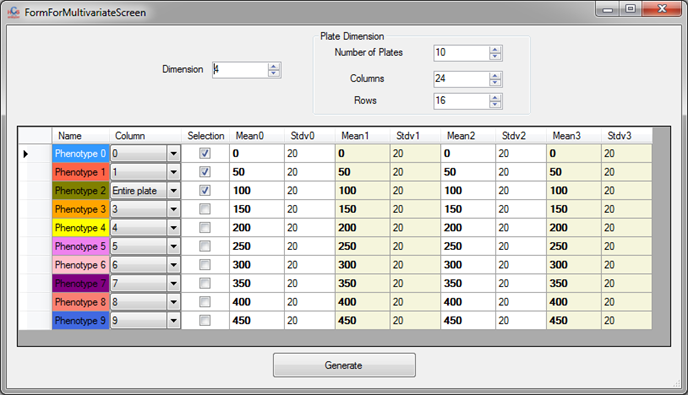 FormForMultivariateScreen
Plate Dimension
Number of Plates 10
Dimension 4
Columns 24
Rows 16
Name Column Selection Mean0 Stdv0 Mean1 Stdv1 Mean2 Stdv2 Mean3 Stdv3
Phenotype 0 0 0 20 0 20 0 20 0 20
Phenotype 1 1 50 20 50 20 50 20 50 20
Phenotype 2 Entire plate 100 20 100 20 100 20 100 20
Phenotype 3 3 150 20 150 20 150 20 150 20
Phenotype 4 4 200 20 200 20 200 20 200 20
Phenotype 5 5 250 20 250 20 250 20 250 20
Phenotype 6 6 300 20 300 20 300 20 300 20
Phenotype 7 7 350 20 350 20 350 20 350 20
Phenotype 8 8 400 20 400 20 400 20 400 20
Phenotype 9 9 450 20 450 20 450 20 450 20
Generate